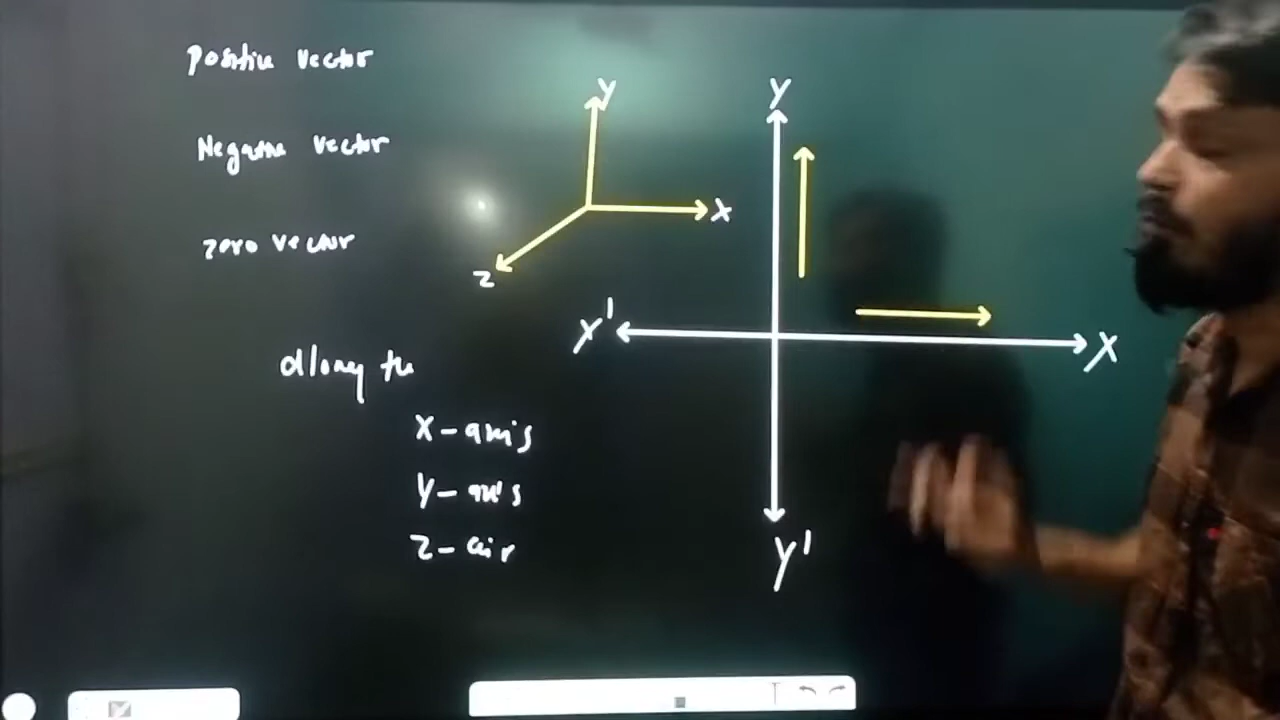 Positive vector
Negative vector
zero vector
along the
X-axis
Y-axis
Z-axis
Y
X
Z
Y
X'
X
Y'